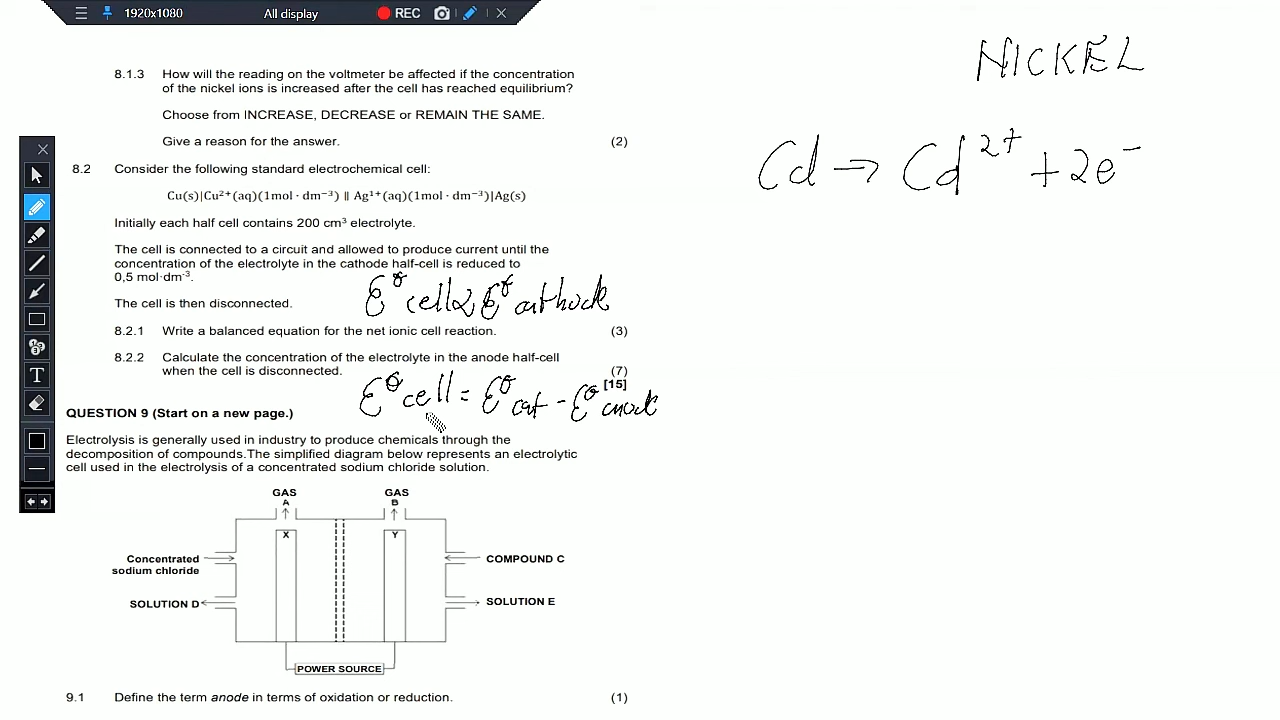 1920x1080 All display REC
8.1.3 How will the reading on the voltmeter be affected if the concentration
of the nickel ions is increased after the cell has reached equilibrium?
Choose from INCREASE, DECREASE or REMAIN THE SAME.
Give a reason for the answer. (2)
8.2 Consider the following standard electrochemical cell:
Cu(s)|Cu²⁺(aq)(1mol · dm⁻³) ‖ Ag¹⁺(aq)(1mol · dm⁻³)|Ag(s)
Initially each half cell contains 200 cm³ electrolyte.
The cell is connected to a circuit and allowed to produce current until the
concentration of the electrolyte in the cathode half-cell is reduced to
0,5 mol·dm⁻³.
The cell is then disconnected.
E°cell α E°cathode
8.2.1 Write a balanced equation for the net ionic cell reaction. (3)
8.2.2 Calculate the concentration of the electrolyte in the anode half-cell
when the cell is disconnected. (7)
[15]
E°cell = E°cat - E°anode
QUESTION 9 (Start on a new page.)
Electrolysis is generally used in industry to produce chemicals through the
decomposition of compounds.The simplified diagram below represents an electrolytic
cell used in the electrolysis of a concentrated sodium chloride solution.
GAS A
GAS B
X
Y
Concentrated
sodium chloride
COMPOUND C
SOLUTION D
SOLUTION E
POWER SOURCE
9.1 Define the term anode in terms of oxidation or reduction. (1)
NICKEL
Cd → Cd²⁺ + 2e⁻
T